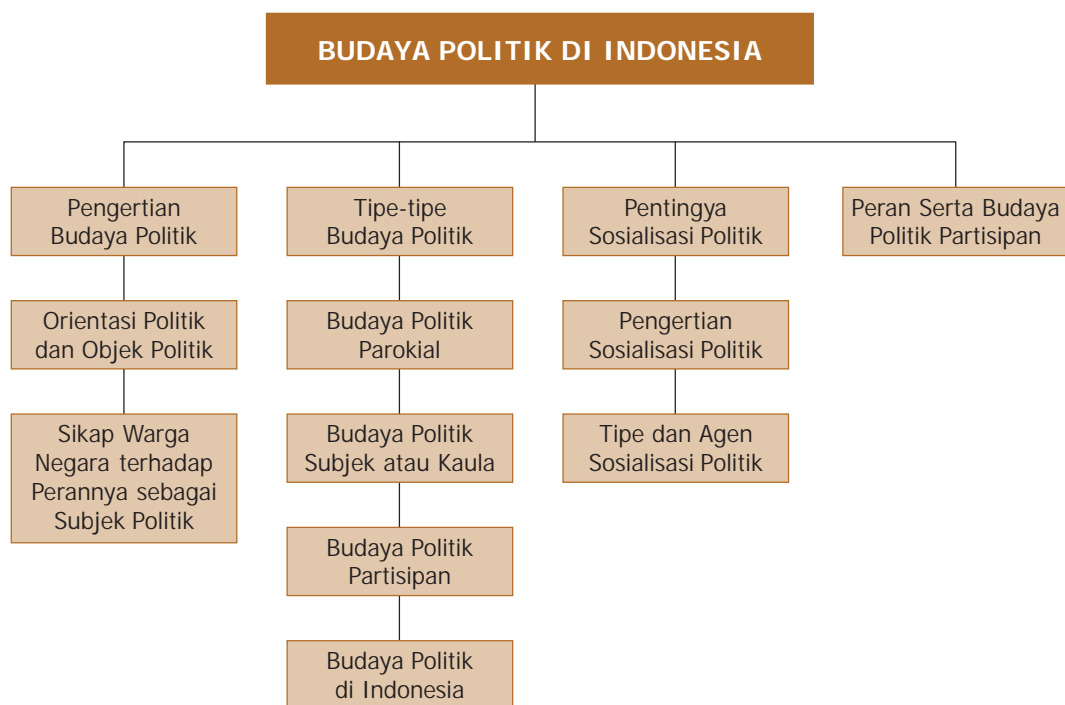 BUDAYA POLITIK DI INDONESIA
Pengertian
Budaya Politik
Orientasi Politik
dan Objek Politik
Sikap Warga
Negara terhadap
Perannya sebagai
Subjek Politik
Tipe-tipe
Budaya Politik
Budaya Politik
Parokial
Budaya Politik
Subjek atau Kaula
Budaya Politik
Partisipan
Budaya Politik
di Indonesia
Pentingya
Sosialisasi Politik
Pengertian
Sosialisasi Politik
Tipe dan Agen
Sosialisasi Politik
Peran Serta Budaya
Politik Partisipan